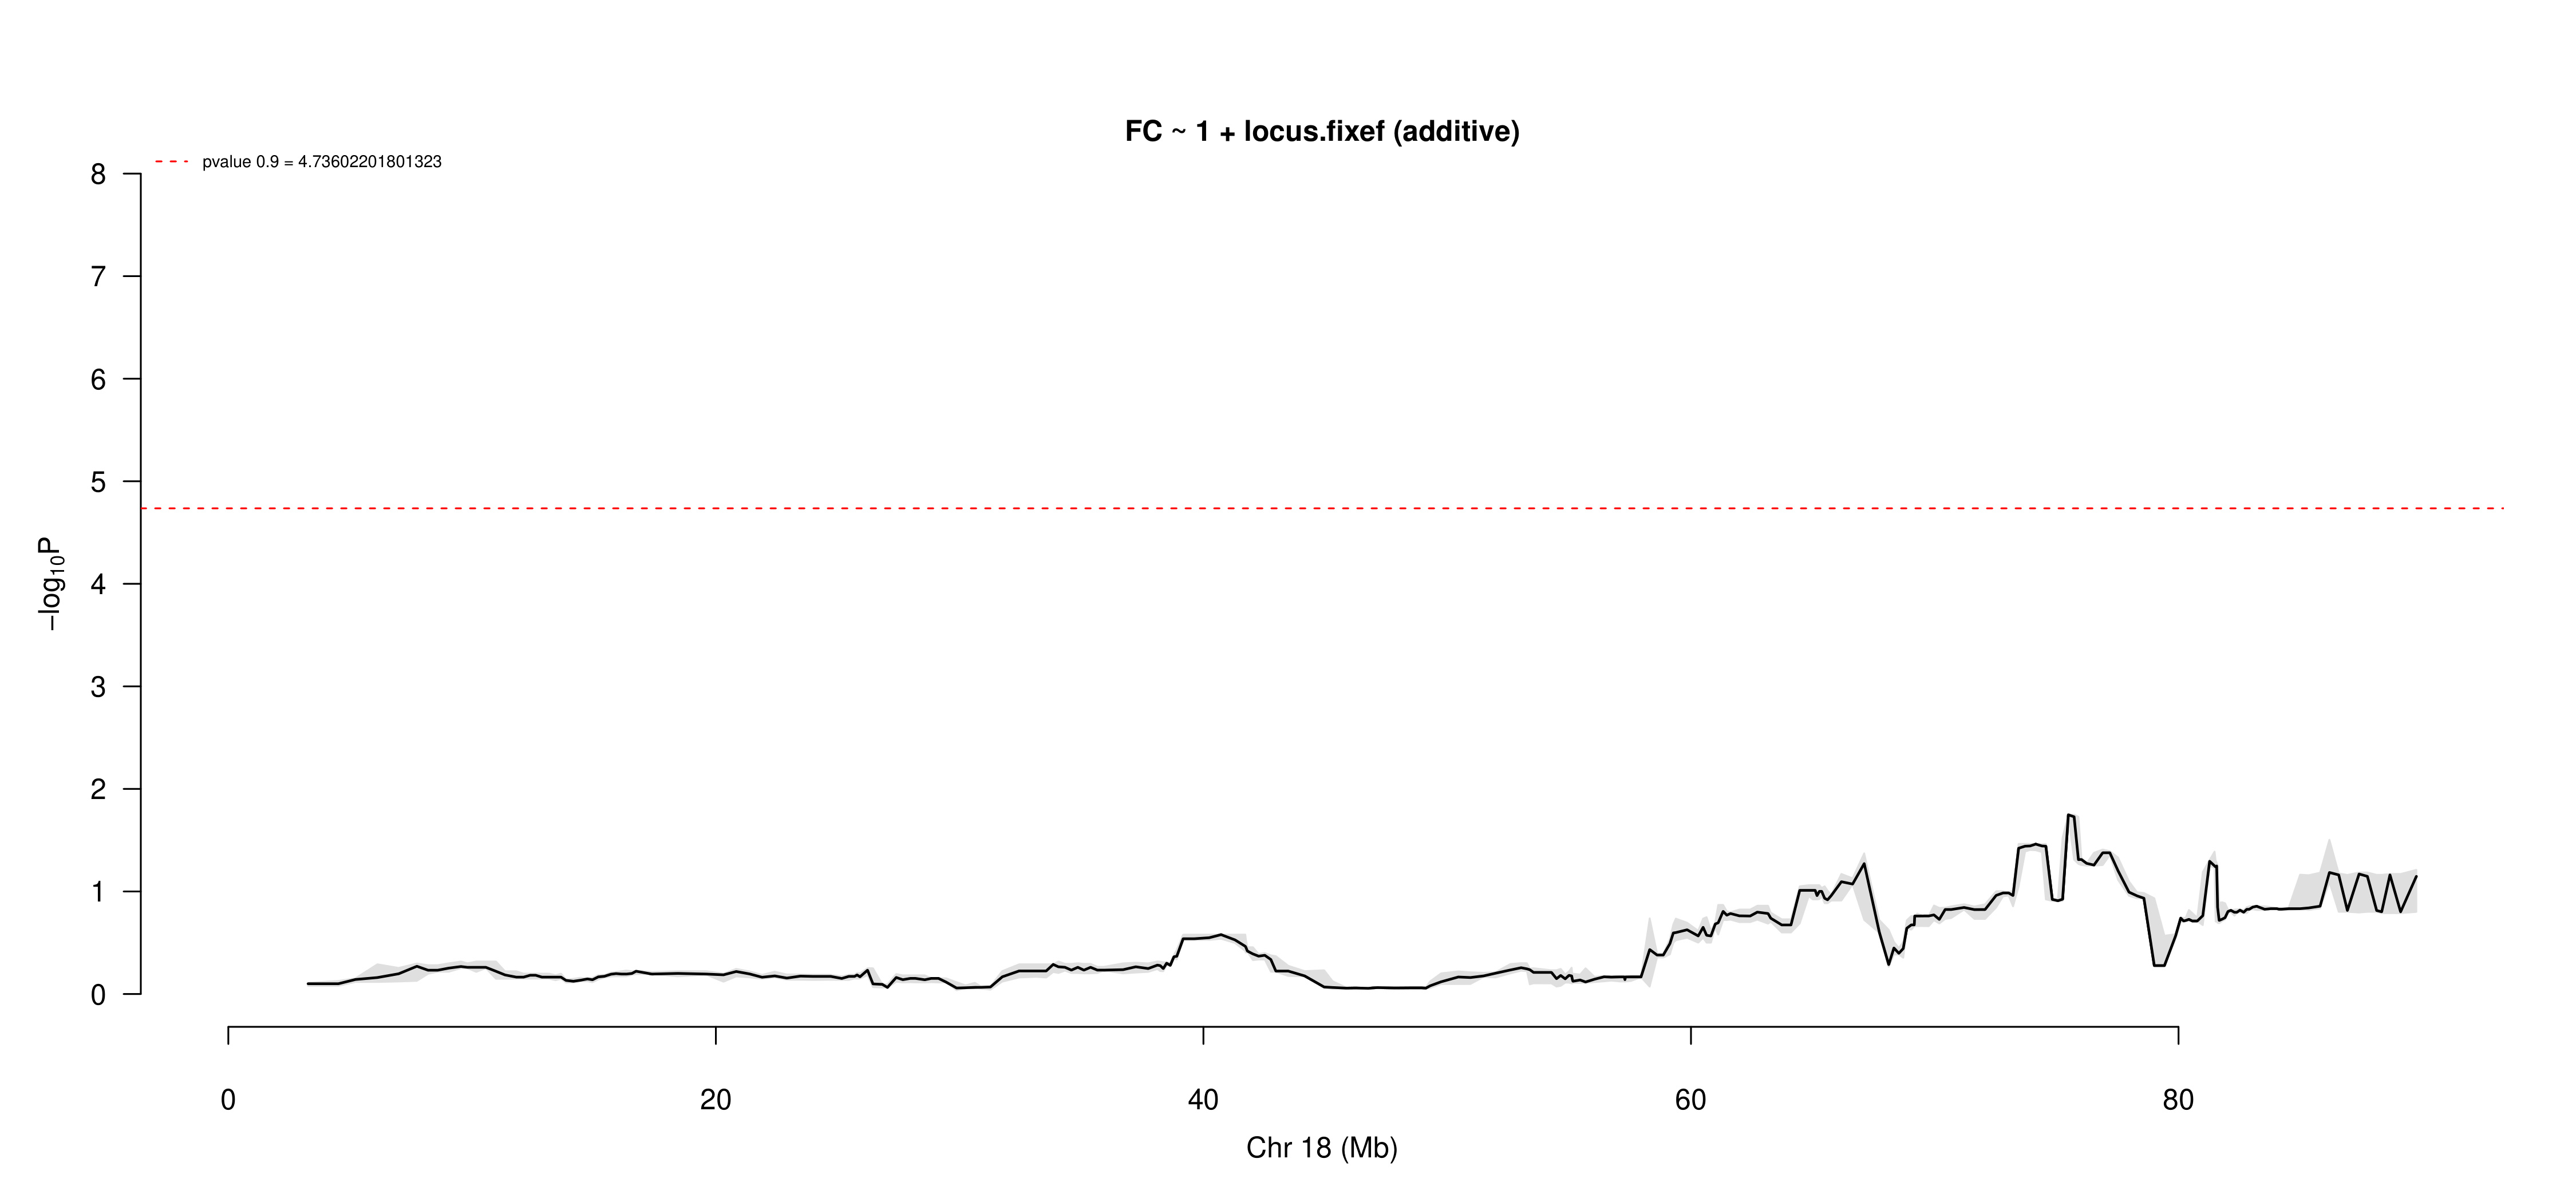 FC ~ 1 + locus.fixef (additive)
pvalue 0.9 = 4.73602201801323
8
7
6
5
4
3
2
1
0
−log₁₀P
0 20 40 60 80
Chr 18 (Mb)